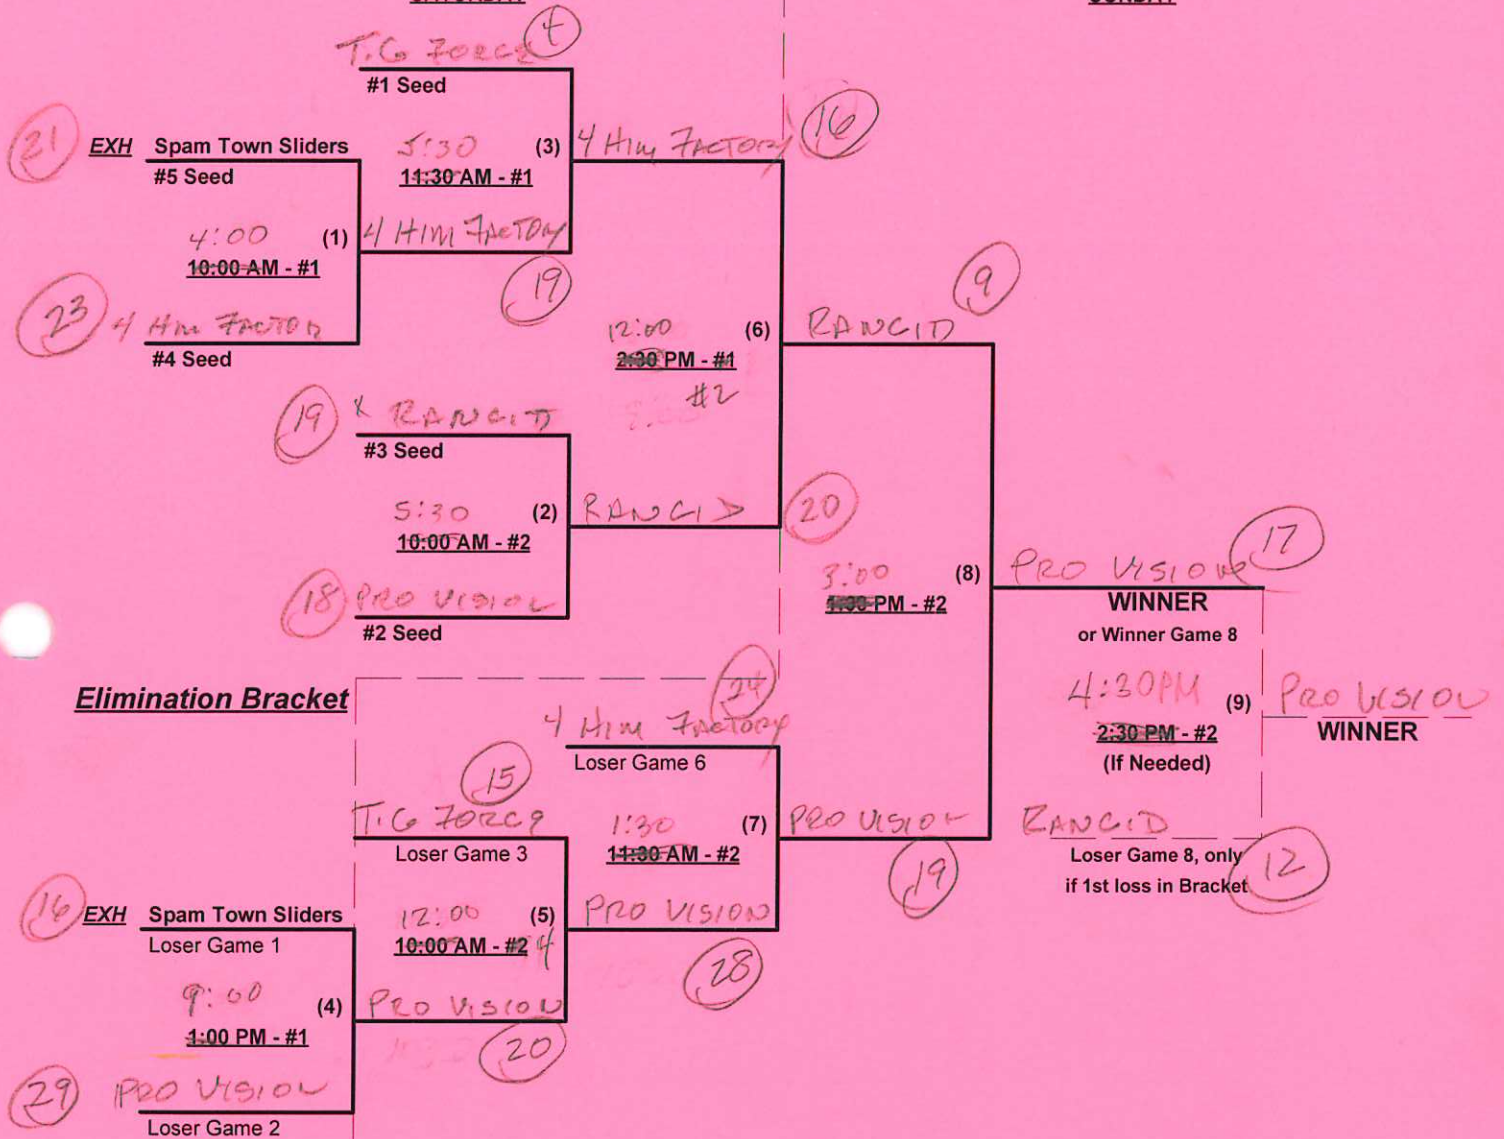 T.G FORCE 4
#1 Seed
21 EXH Spam Town Sliders
#5 Seed
5:30 (3) 4 Him FACTORY 16
11:30 AM - #1
4:00 (1) 4 HIM FACTORY
10:00 AM - #1
19
23 4 Him FACTOR
#4 Seed
12:00 (6) RANCID 9
2:30 PM - #1
#2
19 x RANCID
#3 Seed
5:30 (2) RANCID 20
10:00 AM - #2
18 PRO VISION
#2 Seed
3:00 (8) PRO VISION 17
PM - #2
WINNER
or Winner Game 8
Elimination Bracket
24
4 Him FACTORY
Loser Game 6
4:30PM (9) PRO VISION
2:30 PM - #2
WINNER
(If Needed)
15
T.G FORCE
Loser Game 3
1:30 (7) PRO VISION
11:30 AM - #2
19
RANCID
Loser Game 8, only
if 1st loss in Bracket
12
16 EXH Spam Town Sliders
Loser Game 1
12:00 (5) PRO VISION
10:00 AM - #2 4
28
9:00 (4) PRO VISION
1:00 PM - #1
20
29 PRO VISION
Loser Game 2